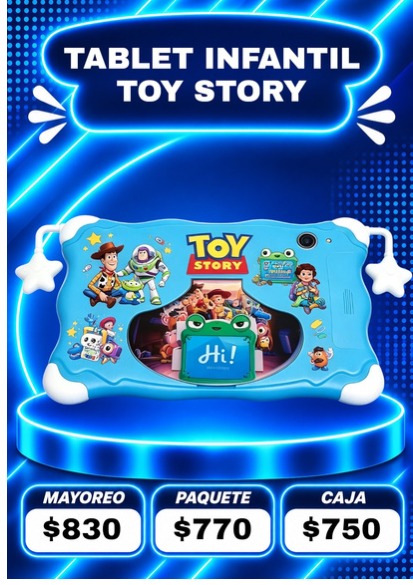 TABLET INFANTIL
TOY STORY
TOY
STORY
Hi!
MAYOREO
$830
PAQUETE
$770
CAJA
$750